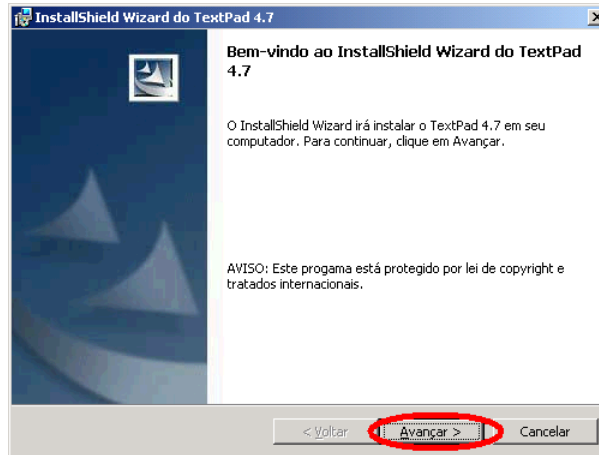 InstallShield Wizard do TextPad 4.7
Bem-vindo ao InstallShield Wizard do TextPad
4.7
O InstallShield Wizard irá instalar o TextPad 4.7 em seu
computador. Para continuar, clique em Avançar.
AVISO: Este progama está protegido por lei de copyright e
tratados internacionais.
< Voltar Avançar > Cancelar